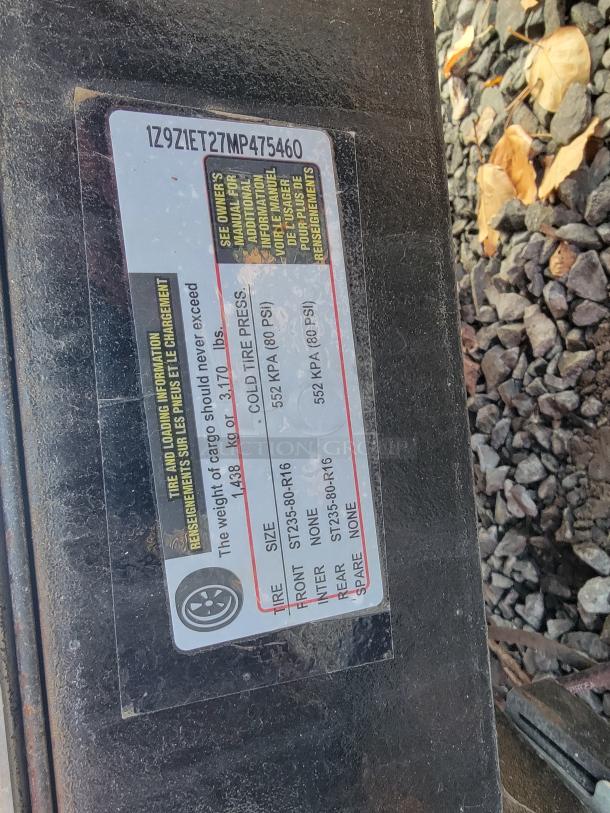 1Z9Z1ET27MP475460
TIRE AND LOADING INFORMATION
RENSEIGNEMENTS SUR LES PNEUS ET LE CHARGEMENT
The weight of cargo should never exceed
1,438 kg or 3,170 lbs.
TIRE SIZE COLD TIRE PRESS.
FRONT ST235-80-R16 552 KPA (80 PSI)
INTER NONE
REAR ST235-80-R16 552 KPA (80 PSI)
SPARE NONE
SEE OWNER'S
MANUAL FOR
ADDITIONAL
INFORMATION
VOIR LE MANUEL
DE L'USAGER
POUR PLUS DE
RENSEIGNEMENTS